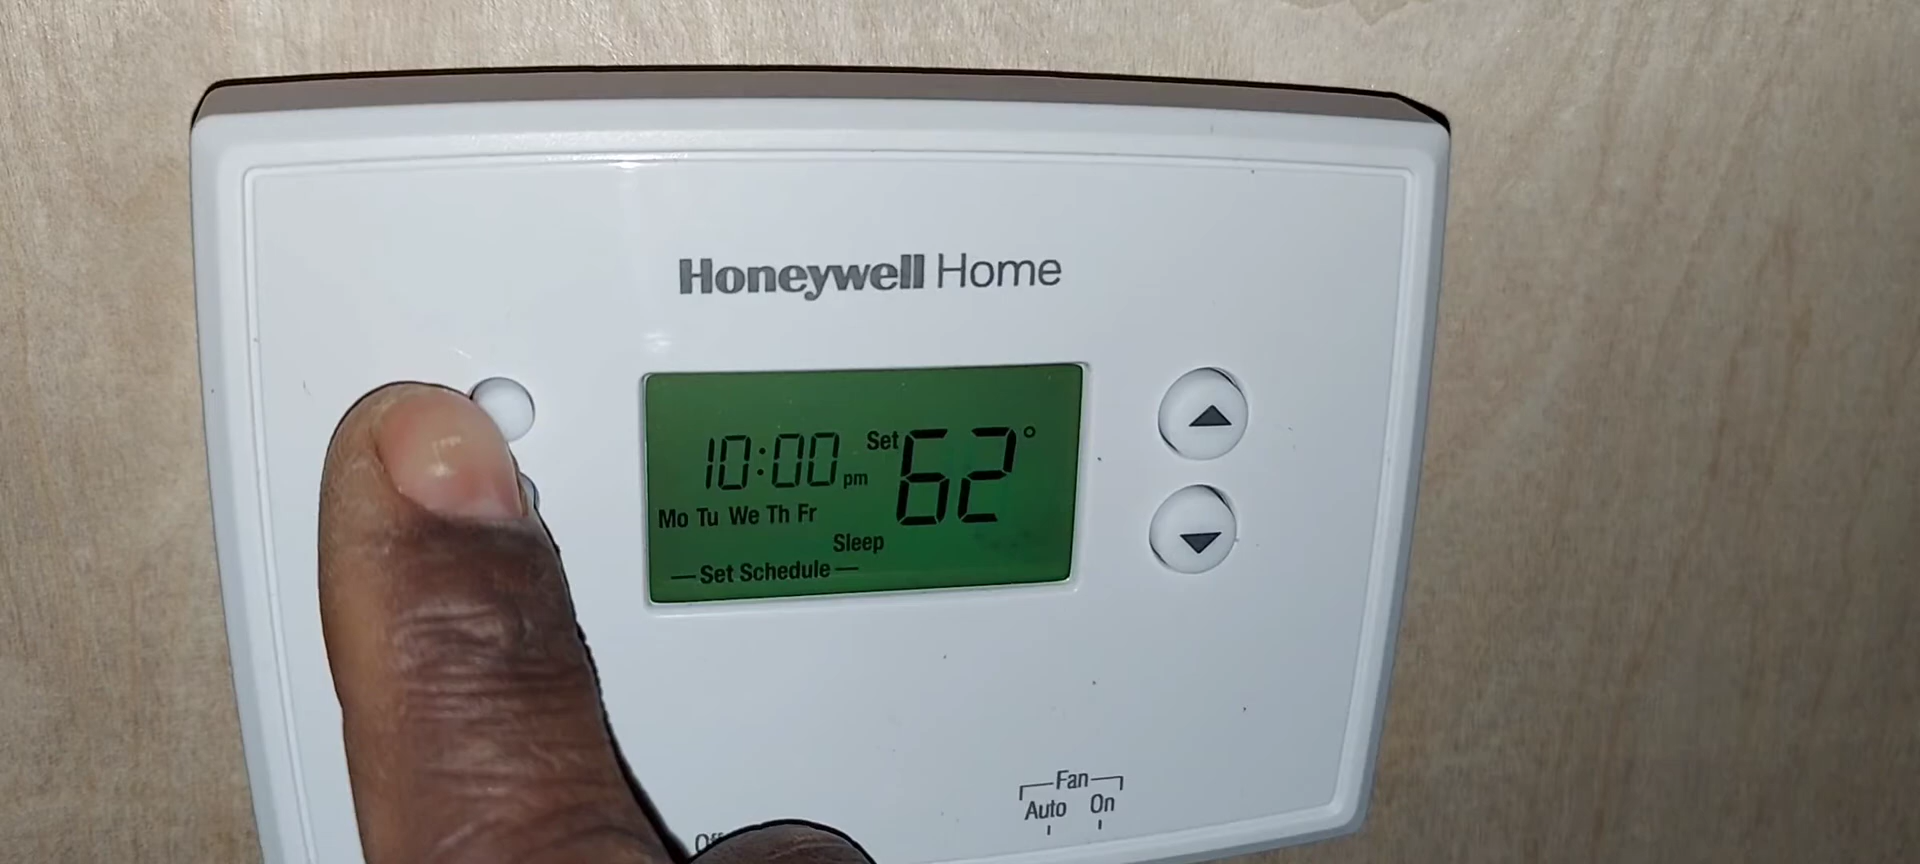 Honeywell Home
10:00 pm Set 62°
Mo Tu We Th Fr
Sleep
Set Schedule
Fan
Auto On